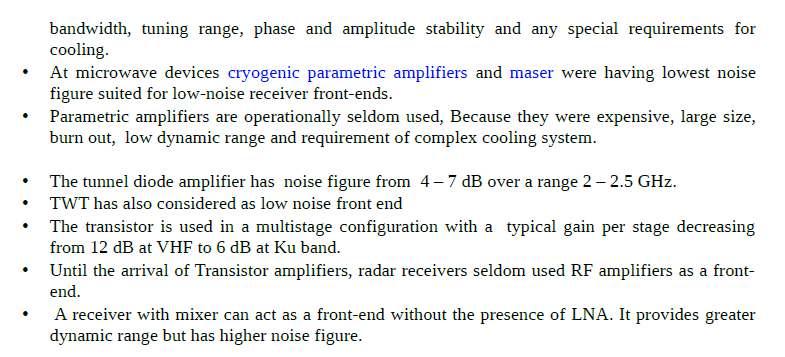 bandwidth, tuning range, phase and amplitude stability and any special requirements for
cooling.
• At microwave devices cryogenic parametric amplifiers and maser were having lowest noise
figure suited for low-noise receiver front-ends.
• Parametric amplifiers are operationally seldom used, Because they were expensive, large size,
burn out, low dynamic range and requirement of complex cooling system.
• The tunnel diode amplifier has noise figure from 4 – 7 dB over a range 2 – 2.5 GHz.
• TWT has also considered as low noise front end
• The transistor is used in a multistage configuration with a typical gain per stage decreasing
from 12 dB at VHF to 6 dB at Ku band.
• Until the arrival of Transistor amplifiers, radar receivers seldom used RF amplifiers as a front-
end.
• A receiver with mixer can act as a front-end without the presence of LNA. It provides greater
dynamic range but has higher noise figure.